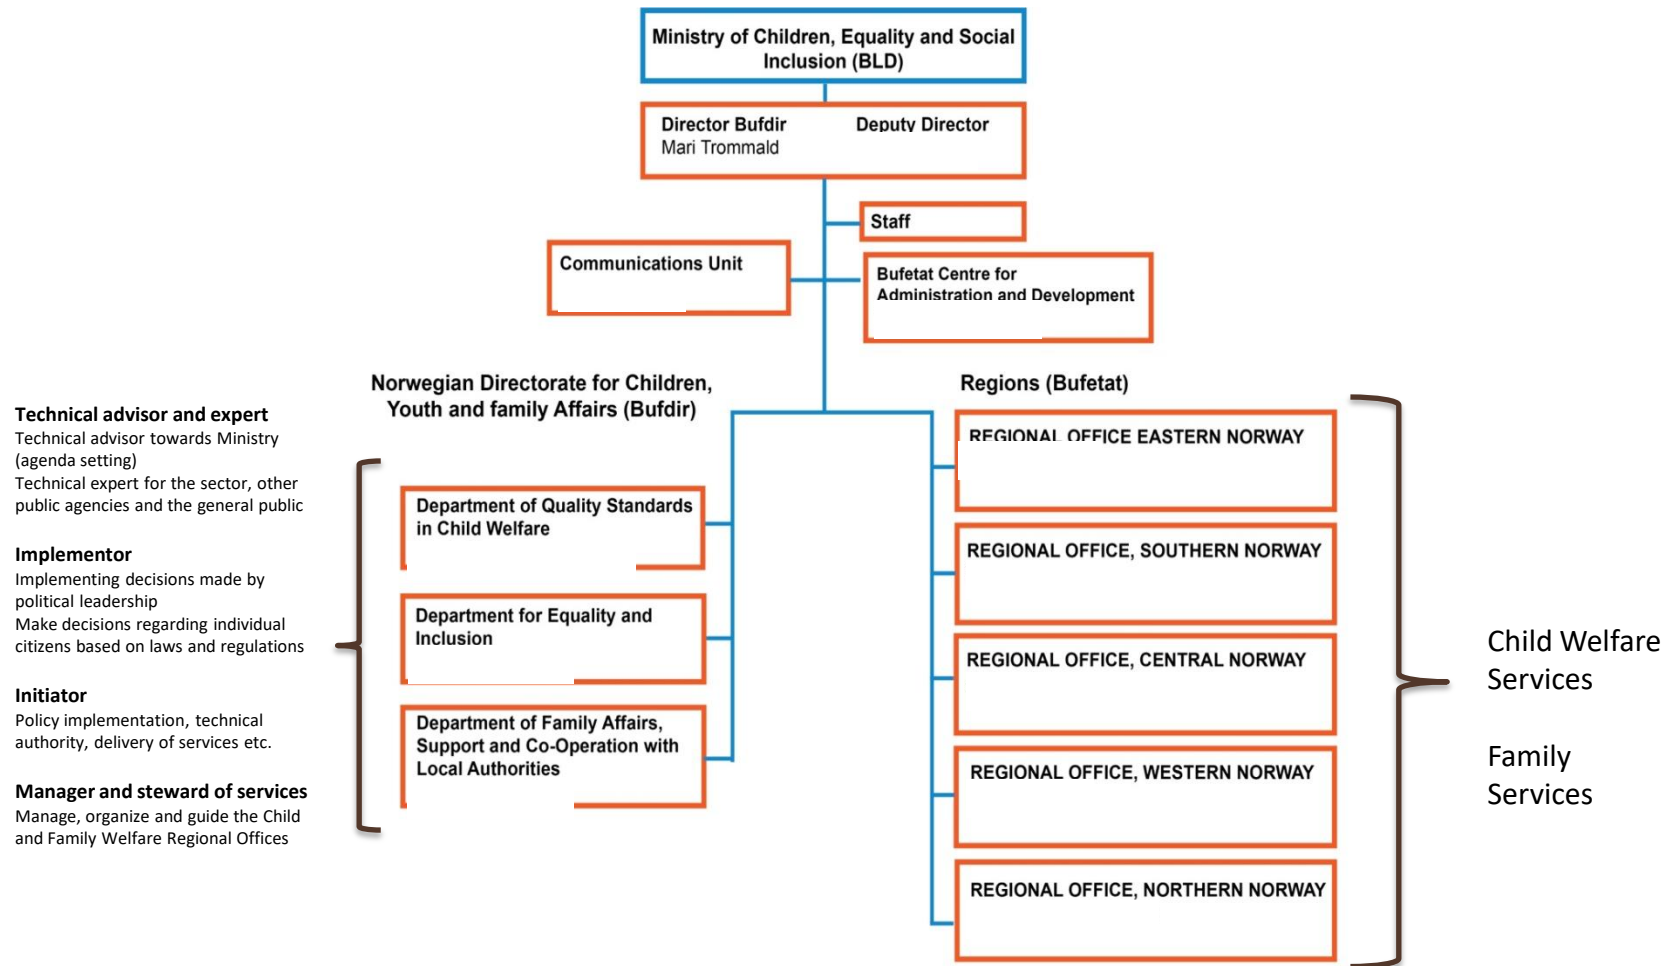 Ministry of Children, Equality and Social
Inclusion (BLD)
Director Bufdir
Mari Trommald
Deputy Director
Staff
Communications Unit
Bufetat Centre for
Administration and Development
Norwegian Directorate for Children,
Youth and family Affairs (Bufdir)
Regions (Bufetat)
Technical advisor and expert
Technical advisor towards Ministry
(agenda setting)
Technical expert for the sector, other
public agencies and the general public
Implementor
Implementing decisions made by
political leadership
Make decisions regarding individual
citizens based on laws and regulations
Initiator
Policy implementation, technical
authority, delivery of services etc.
Manager and steward of services
Manage, organize and guide the Child
and Family Welfare Regional Offices
Department of Quality Standards
in Child Welfare
Department for Equality and
Inclusion
Department of Family Affairs,
Support and Co-Operation with
Local Authorities
REGIONAL OFFICE EASTERN NORWAY
REGIONAL OFFICE, SOUTHERN NORWAY
REGIONAL OFFICE, CENTRAL NORWAY
REGIONAL OFFICE, WESTERN NORWAY
REGIONAL OFFICE, NORTHERN NORWAY
Child Welfare
Services
Family
Services